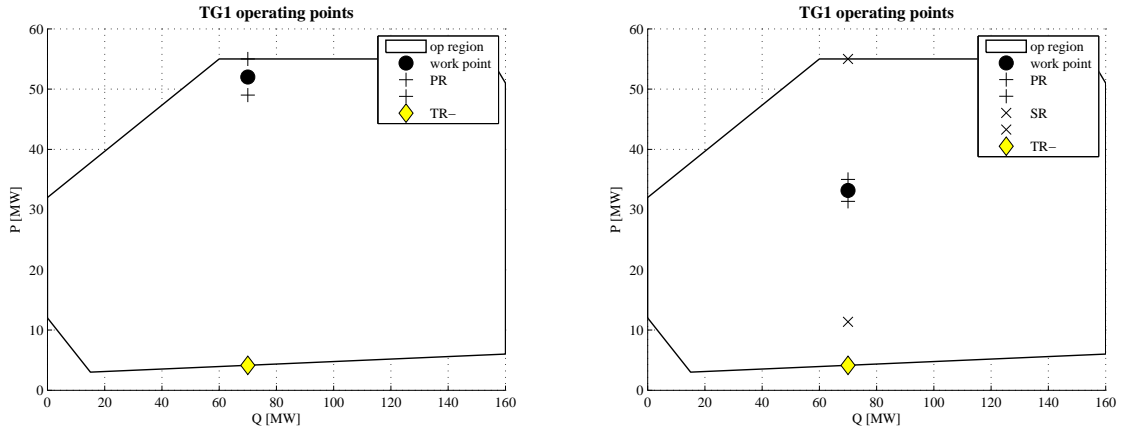 TG1 operating points
60
50
40
30
20
10
0
P [MW]
0 20 40 60 80 100 120 140 160
Q [MW]
op region
work point
PR
TR−
TG1 operating points
60
50
40
30
20
10
0
P [MW]
0 20 40 60 80 100 120 140 160
Q [MW]
op region
work point
PR
SR
TR−